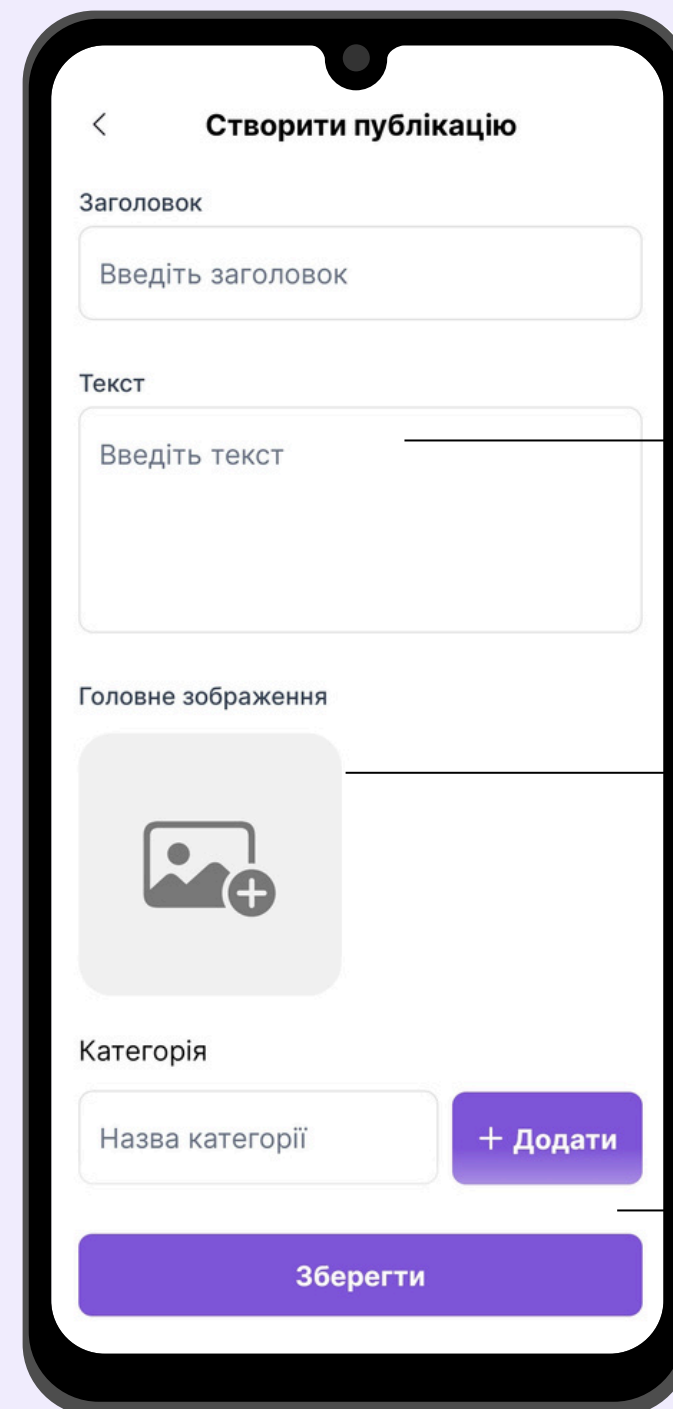 Створити публікацію
Заголовок
Введіть заголовок
Текст
Введіть текст
Головне зображення
Категорія
Назва категорії
+ Додати
Зберегти